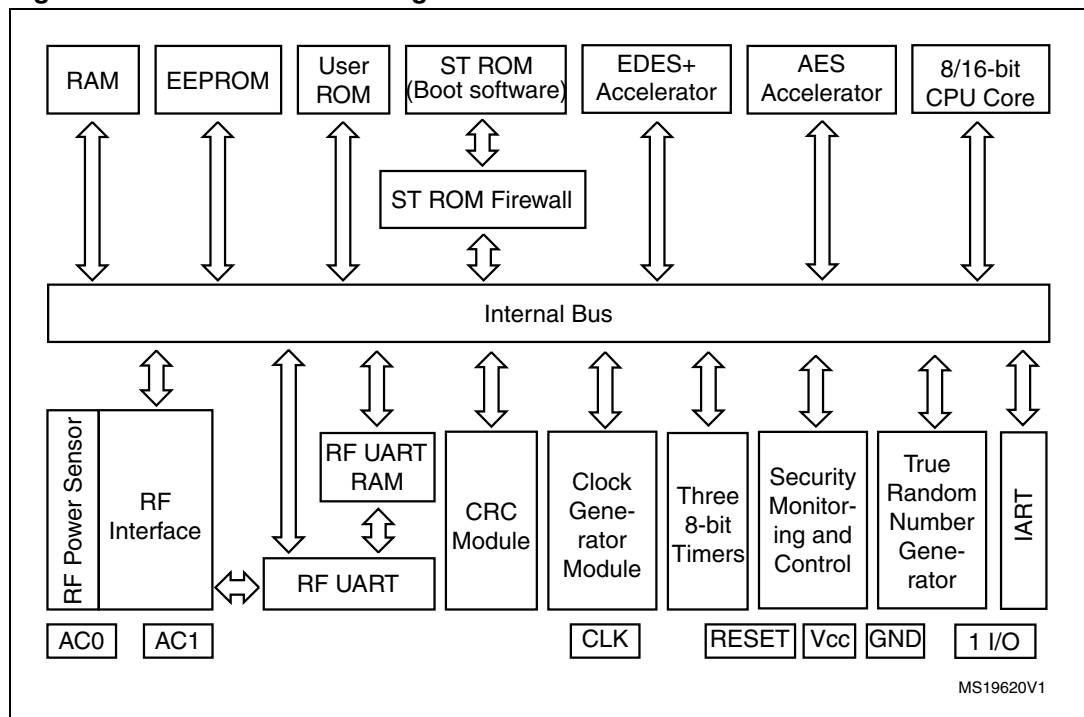 RAM
EEPROM
User
ROM
ST ROM
(Boot software)
EDES+
Accelerator
AES
Accelerator
8/16-bit
CPU Core
ST ROM Firewall
Internal Bus
RF Power Sensor
RF
Interface
RF UART
RAM
RF UART
CRC
Module
Clock
Gene-
rator
Module
Three
8-bit
Timers
Security
Monitor-
ing and
Control
True
Random
Number
Gene-
rator
IART
AC0
AC1
CLK
RESET
Vcc
GND
1 I/O
MS19620V1